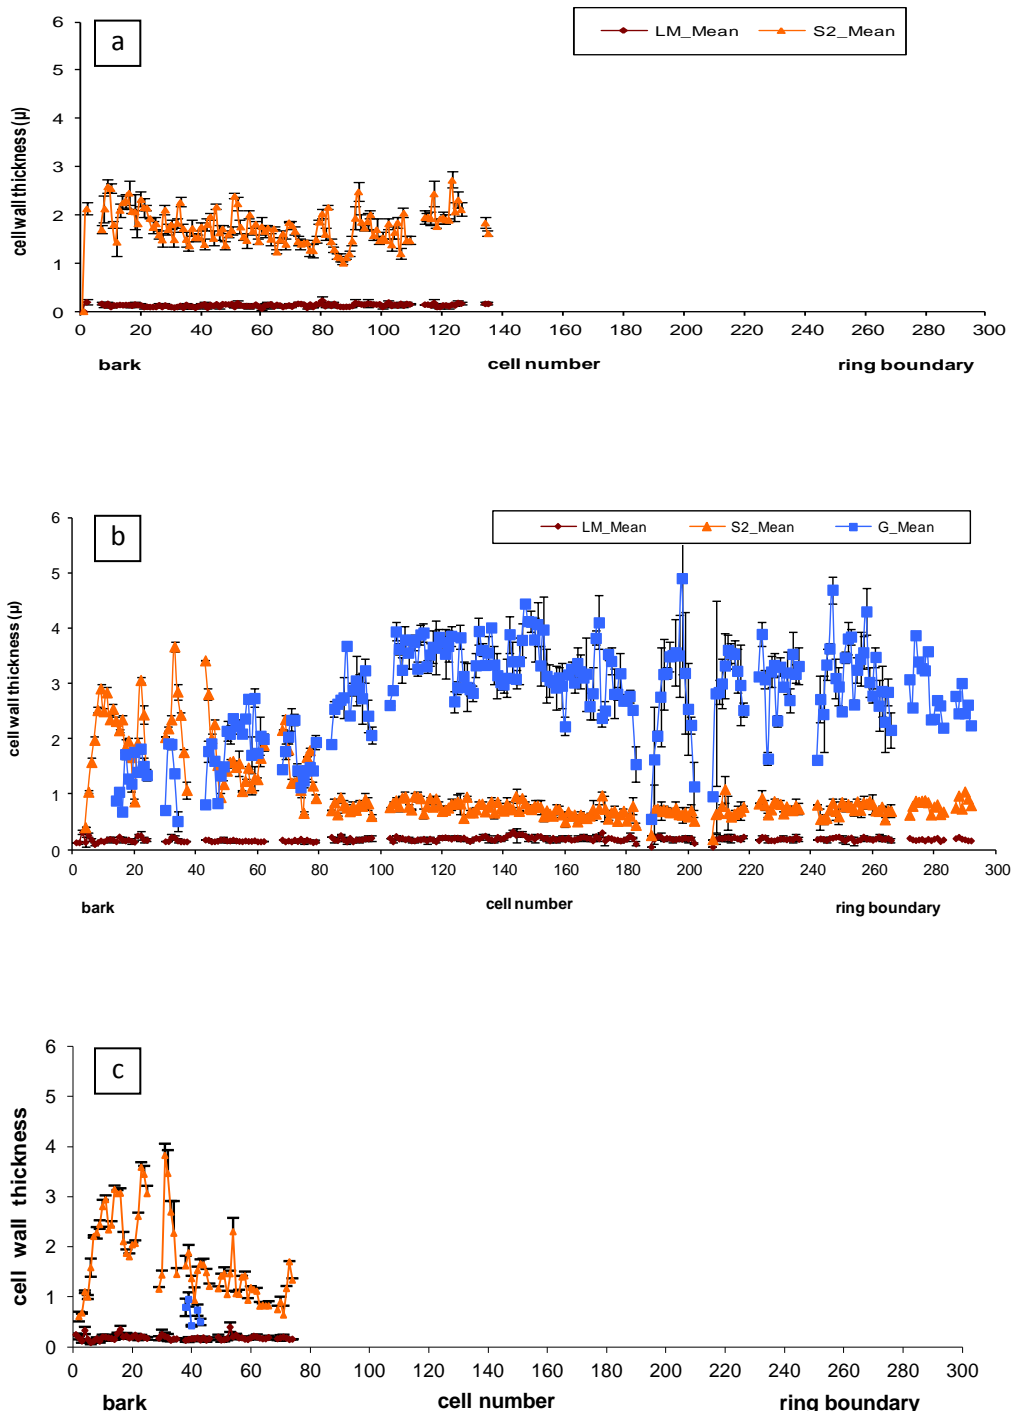 a
LM_Mean S2_Mean
cell wall thickness (µ)
6
5
4
3
2
1
0
0 20 40 60 80 100 120 140 160 180 200 220 240 260 280 300
bark cell number ring boundary
b
LM_Mean S2_Mean G_Mean
cell wall thickness (µ)
6
5
4
3
2
1
0
0 20 40 60 80 100 120 140 160 180 200 220 240 260 280 300
bark cell number ring boundary
c
cell wall thickness
6
5
4
3
2
1
0
0 20 40 60 80 100 120 140 160 180 200 220 240 260 280 300
bark cell number ring boundary